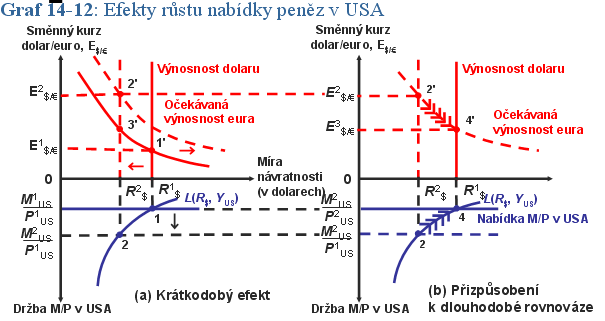 Graf 14-12: Efekty růstu nabídky peněz v USA
Směnný kurz
dolar/euro, E$/€
Výnosnost dolaru
2'
E²$/€
Očekávaná
výnosnost eura
3'
E¹$/€
1'
Míra
návratnosti
(v dolarech)
0
R²$ R¹$
M¹US
P¹US
L(R$, YUS)
1
M²US
P¹US
2
(a) Krátkodobý efekt
Držba M/P v USA
Směnný kurz
dolar/euro, E$/€
Výnosnost dolaru
E²$/€
2'
Očekávaná
výnosnost eura
E³$/€
4'
0
R²$ R¹$
M²US
P²US
L(R$, YUS)
4
Nabídka M/P v USA
M²US
P¹US
2
(b) Přizpůsobení
k dlouhodobé rovnováze
Držba M/P v USA